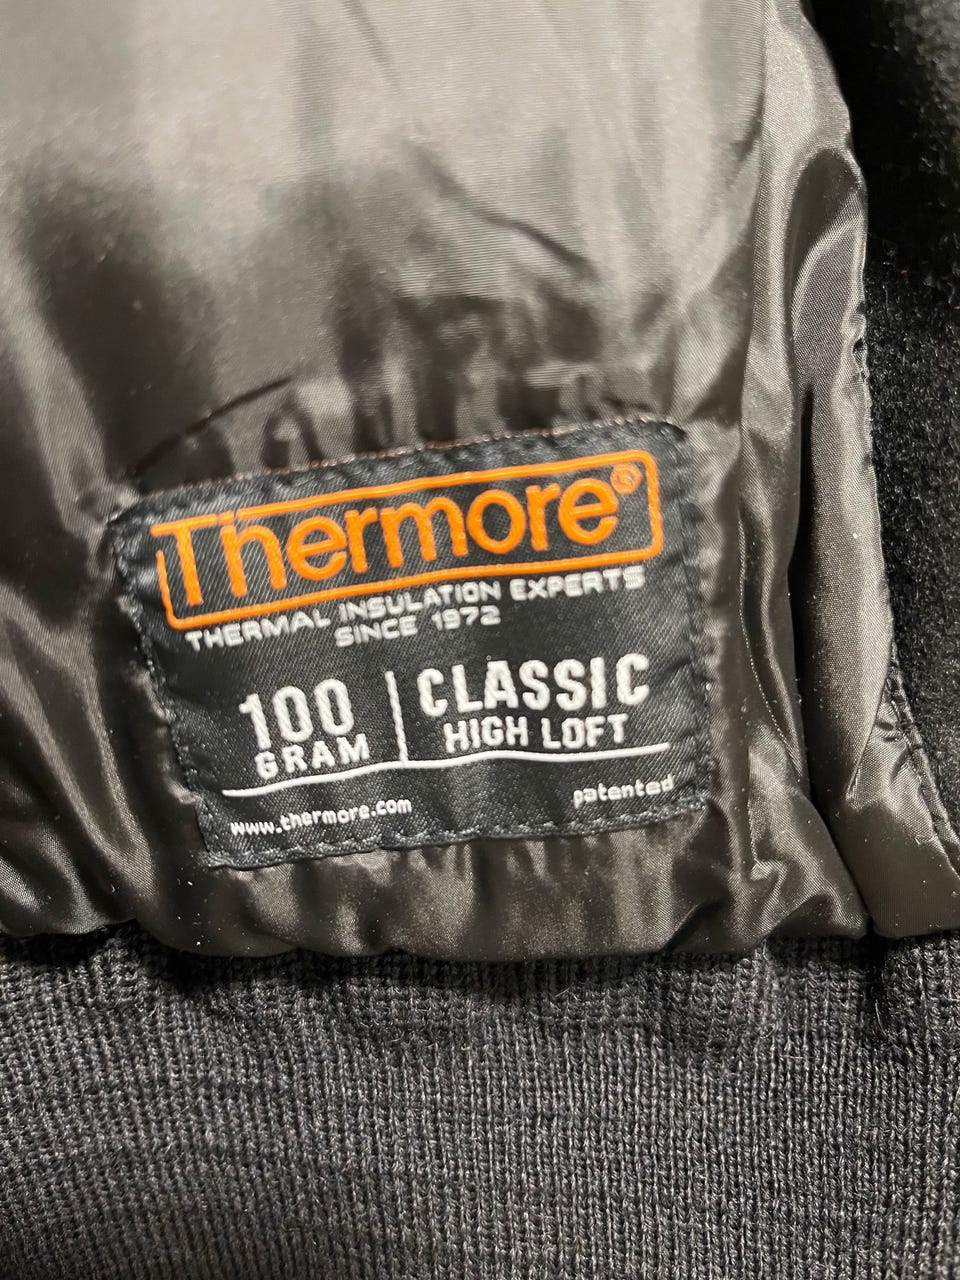 Thermore®
THERMAL INSULATION EXPERTS
SINCE 1972
100 GRAM | CLASSIC HIGH LOFT
www.thermore.com
patented